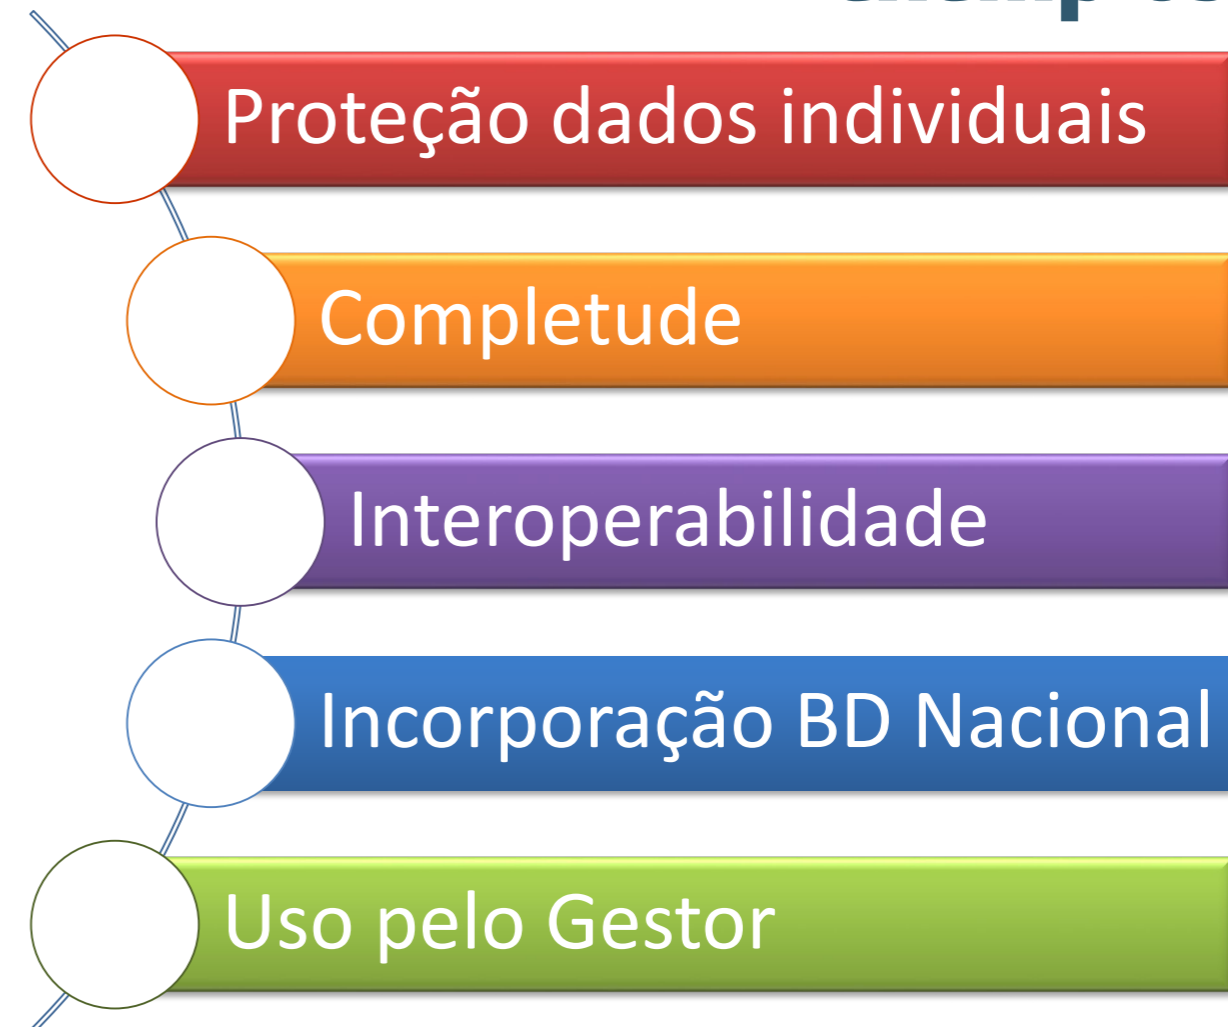 Proteção dados individuais
Completude
Interoperabilidade
Incorporação BD Nacional
Uso pelo Gestor